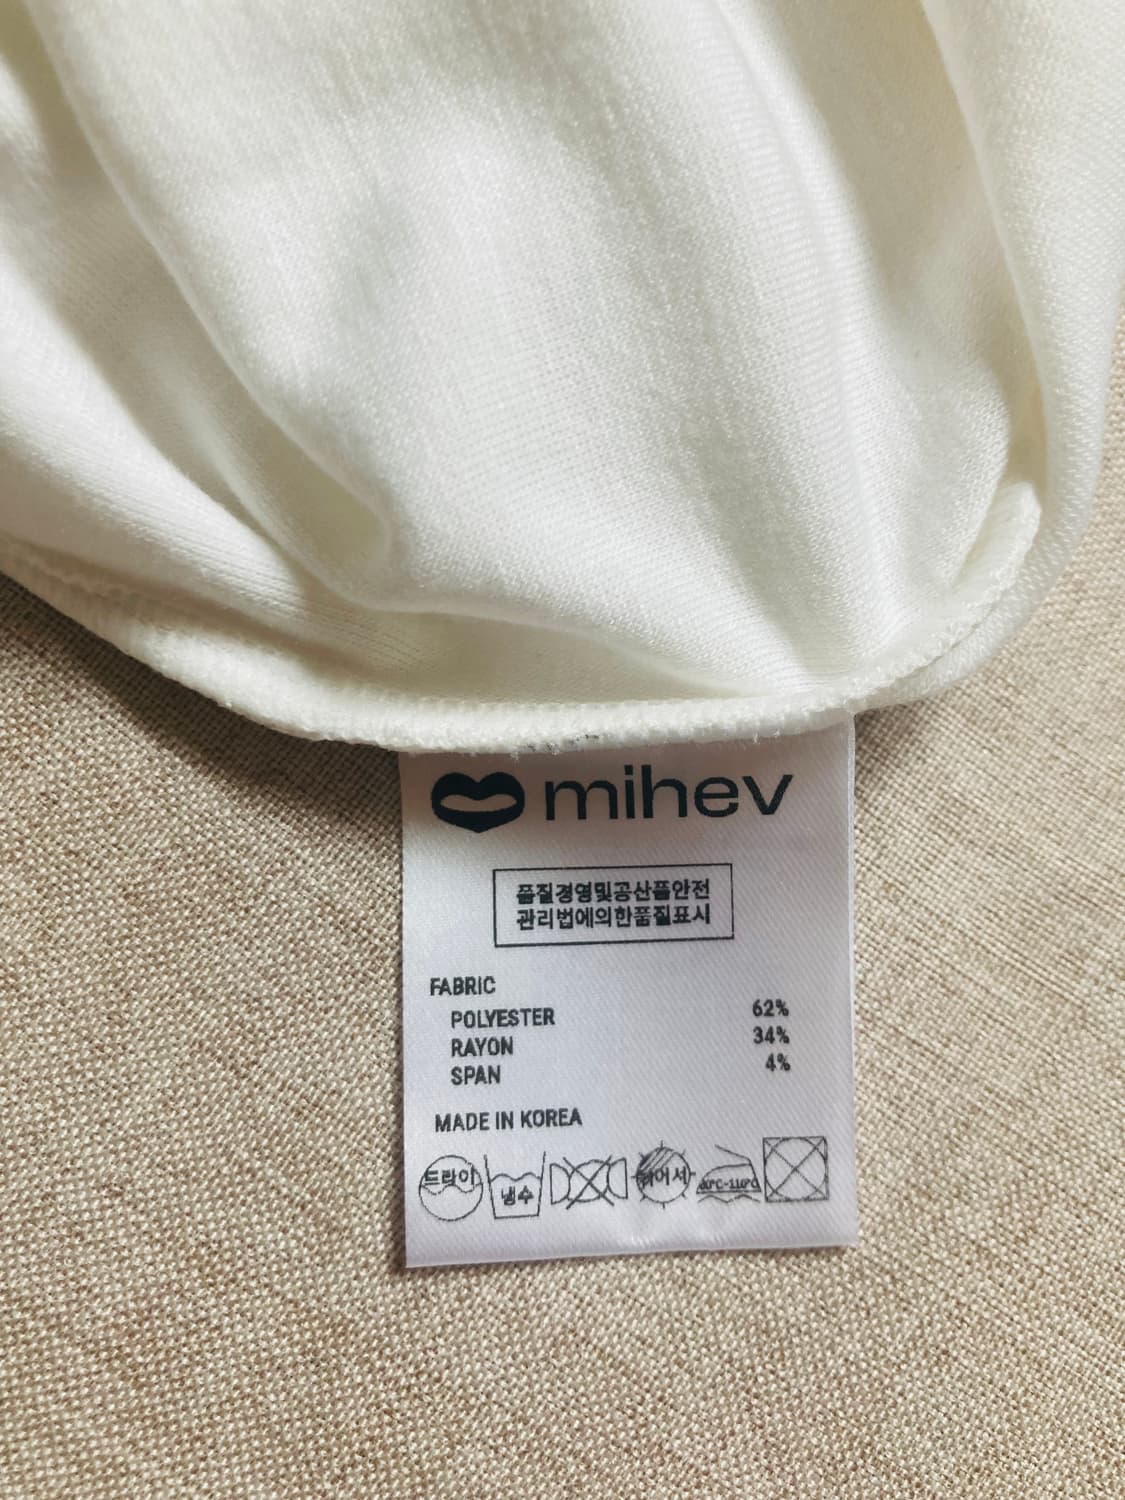 mihev
품질경영및공산품안전
관리법에의한품질표시
FABRIC
POLYESTER 62%
RAYON 34%
SPAN 4%
MADE IN KOREA
드라이 냉수